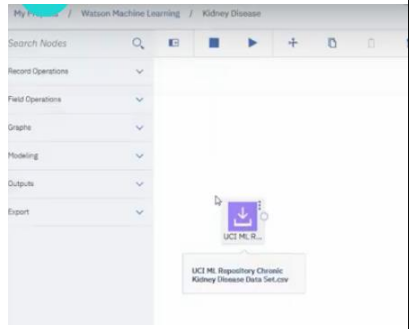 My Projects / Watson Machine Learning / Kidney Disease
Search Nodes
Record Operations
Field Operations
Graphs
Modeling
Outputs
Export
UCI ML R...
UCI ML Repository Chronic
Kidney Disease Data Set.csv